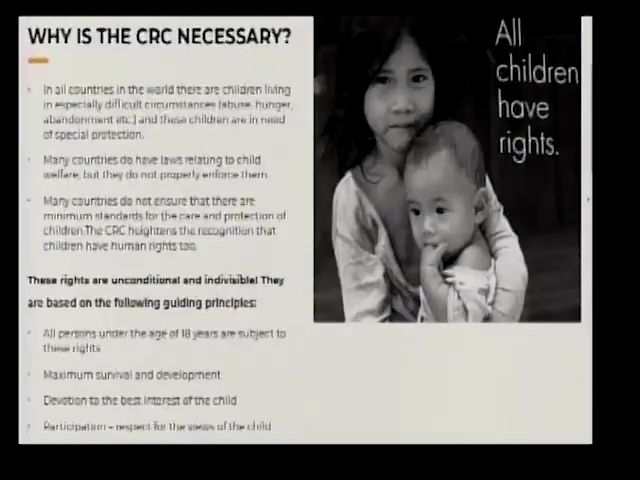 WHY IS THE CRC NECESSARY?
In all countries in the world there are children living
in especially difficult circumstances (abuse, hunger,
abandonment etc.) and these children are in need
of special protection.
Many countries do have laws relating to child
welfare, but they do not properly enforce them.
Many countries do not ensure that there are
minimum standards for the care and protection of
children.The CRC heightens the recognition that
children have human rights too.
These rights are unconditional and indivisible! They
are based on the following guiding principles:
All persons under the age of 18 years are subject to
these rights
Maximum survival and development
Devotion to the best interest of the child
Participation – respect for the views of the child
All
children
have
rights.